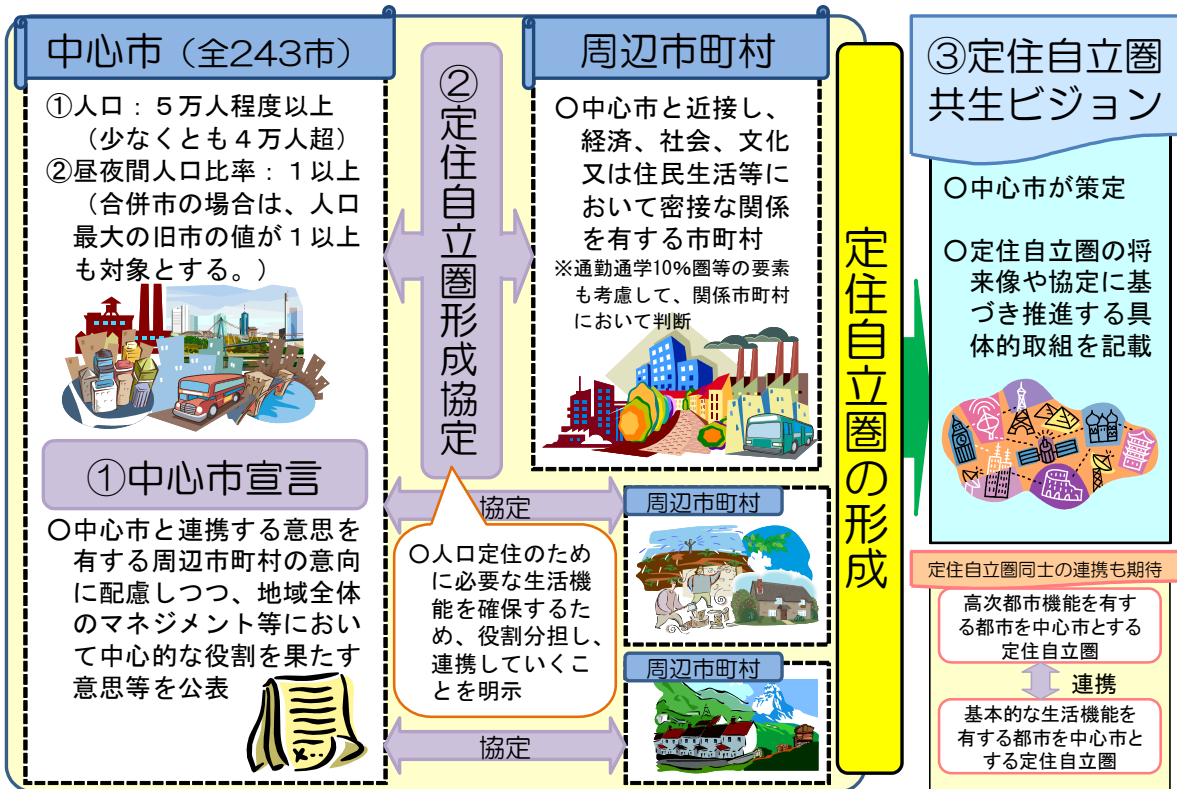 中心市（全243市）
①人口：５万人程度以上
（少なくとも４万人超）
②昼夜間人口比率：１以上
（合併市の場合は、人口
最大の旧市の値が１以上
も対象とする。）
①中心市宣言
○中心市と連携する意思を
有する周辺市町村の意向
に配慮しつつ、地域全体
のマネジメント等におい
て中心的な役割を果たす
意思等を公表
②定住自立圏形成協定
協定
○人口定住のため
に必要な生活機
能を確保するた
め、役割分担し、
連携していくこ
とを明示
協定
周辺市町村
○中心市と近接し、
経済、社会、文化
又は住民生活等に
おいて密接な関係
を有する市町村
※通勤通学10%圏等の要素
も考慮して、関係市町村
において判断
周辺市町村
周辺市町村
定住自立圏の形成
③定住自立圏
共生ビジョン
○中心市が策定
○定住自立圏の将
来像や協定に基
づき推進する具
体的取組を記載
定住自立圏同士の連携も期待
高次都市機能を有す
る都市を中心市とする
定住自立圏
連携
基本的な生活機能を
有する都市を中心市と
する定住自立圏